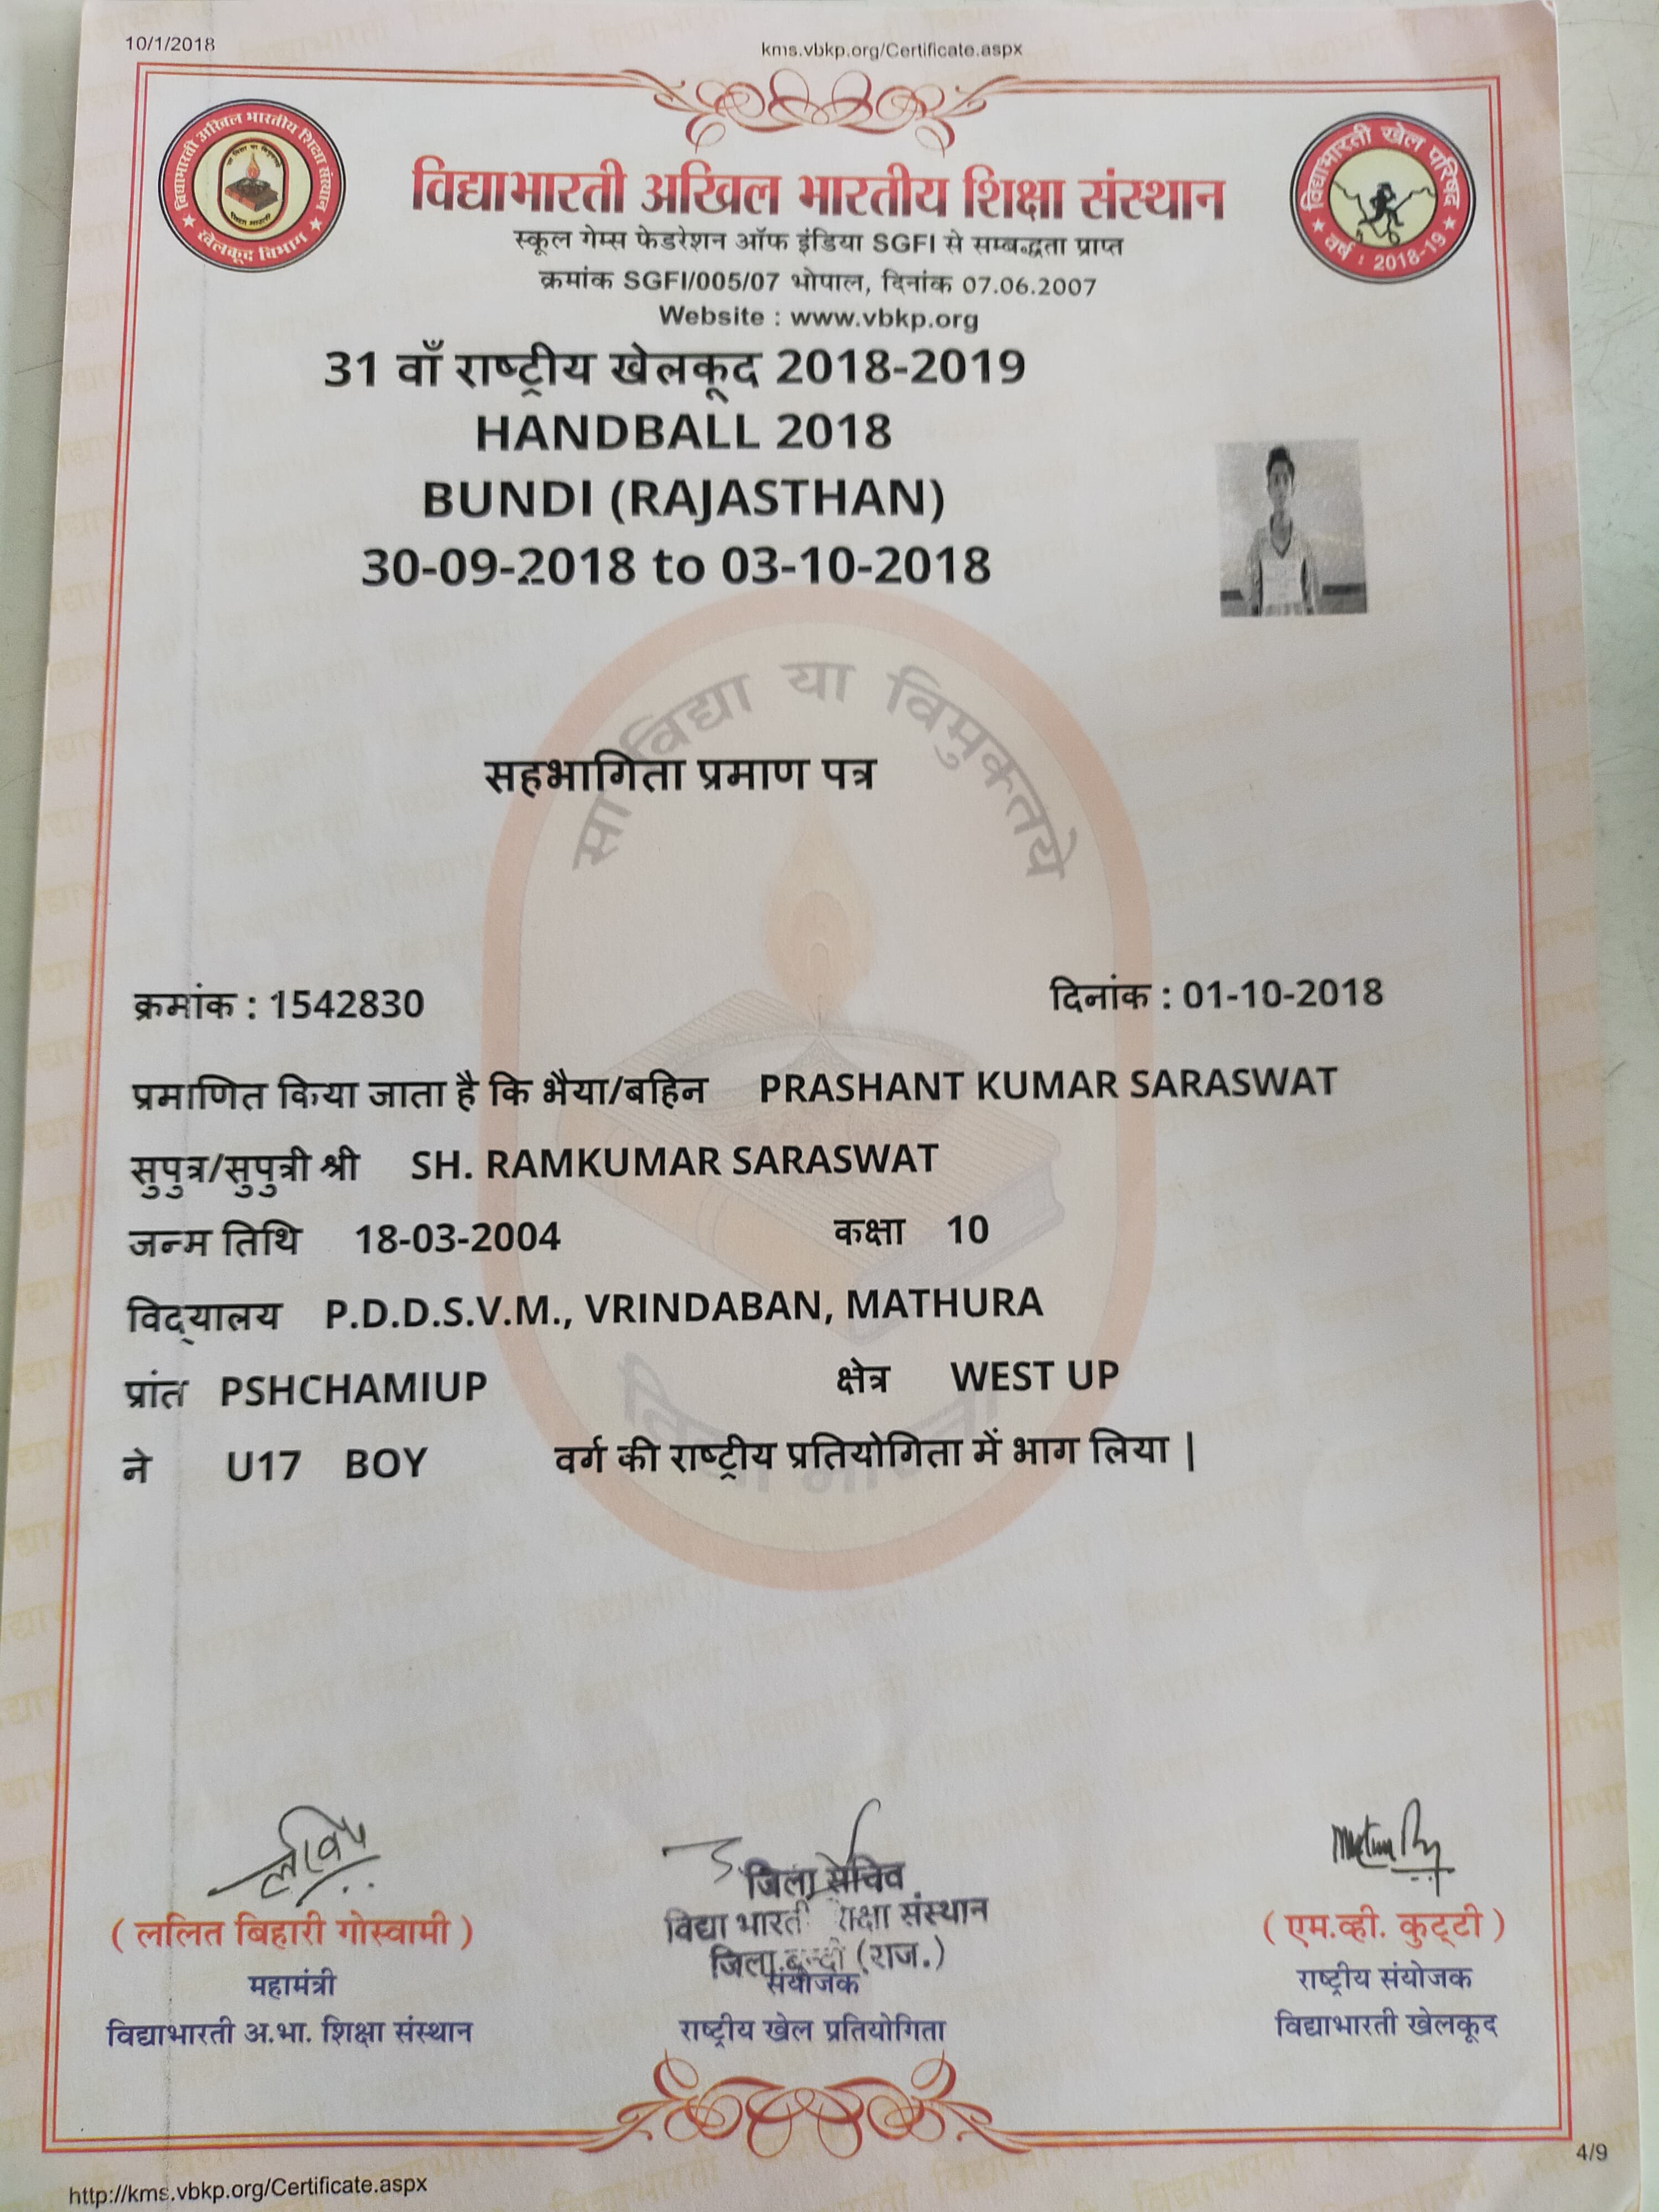 10/1/2018
kms.vbkp.org/Certificate.aspx
विद्याभारती अखिल भारतीय शिक्षा संस्थान
खेलकूद विभाग
विद्याभारती खेल परिषद
वर्ष : 2018-19
विद्याभारती अखिल भारतीय शिक्षा संस्थान
स्कूल गेम्स फेडरेशन ऑफ इंडिया SGFI से सम्बद्धता प्राप्त
क्रमांक SGFI/005/07 भोपाल, दिनांक 07.06.2007
Website : www.vbkp.org
31 वाँ राष्ट्रीय खेलकूद 2018-2019
HANDBALL 2018
BUNDI (RAJASTHAN)
30-09-2018 to 03-10-2018
सा विद्या या विमुक्तये
सहभागिता प्रमाण पत्र
क्रमांक : 1542830 दिनांक : 01-10-2018
प्रमाणित किया जाता है कि भैया/बहिन PRASHANT KUMAR SARASWAT
सुपुत्र/सुपुत्री श्री SH. RAMKUMAR SARASWAT
जन्म तिथि 18-03-2004 कक्षा 10
विद्‌यालय P.D.D.S.V.M., VRINDABAN, MATHURA
प्रांत PSHCHAMIUP क्षेत्र WEST UP
ने U17 BOY वर्ग की राष्ट्रीय प्रतियोगिता में भाग लिया |
जिला सचिव
विद्या भारती संस्थान
जिला (राज.)
( ललित बिहारी गोस्वामी ) ( एम.व्ही. कुट्‌टी )
महामंत्री संयोजक राष्ट्रीय संयोजक
विद्याभारती अ.भा. शिक्षा संस्थान राष्ट्रीय खेल प्रतियोगिता विद्याभारती खेलकूद
4/9
http://kms.vbkp.org/Certificate.aspx